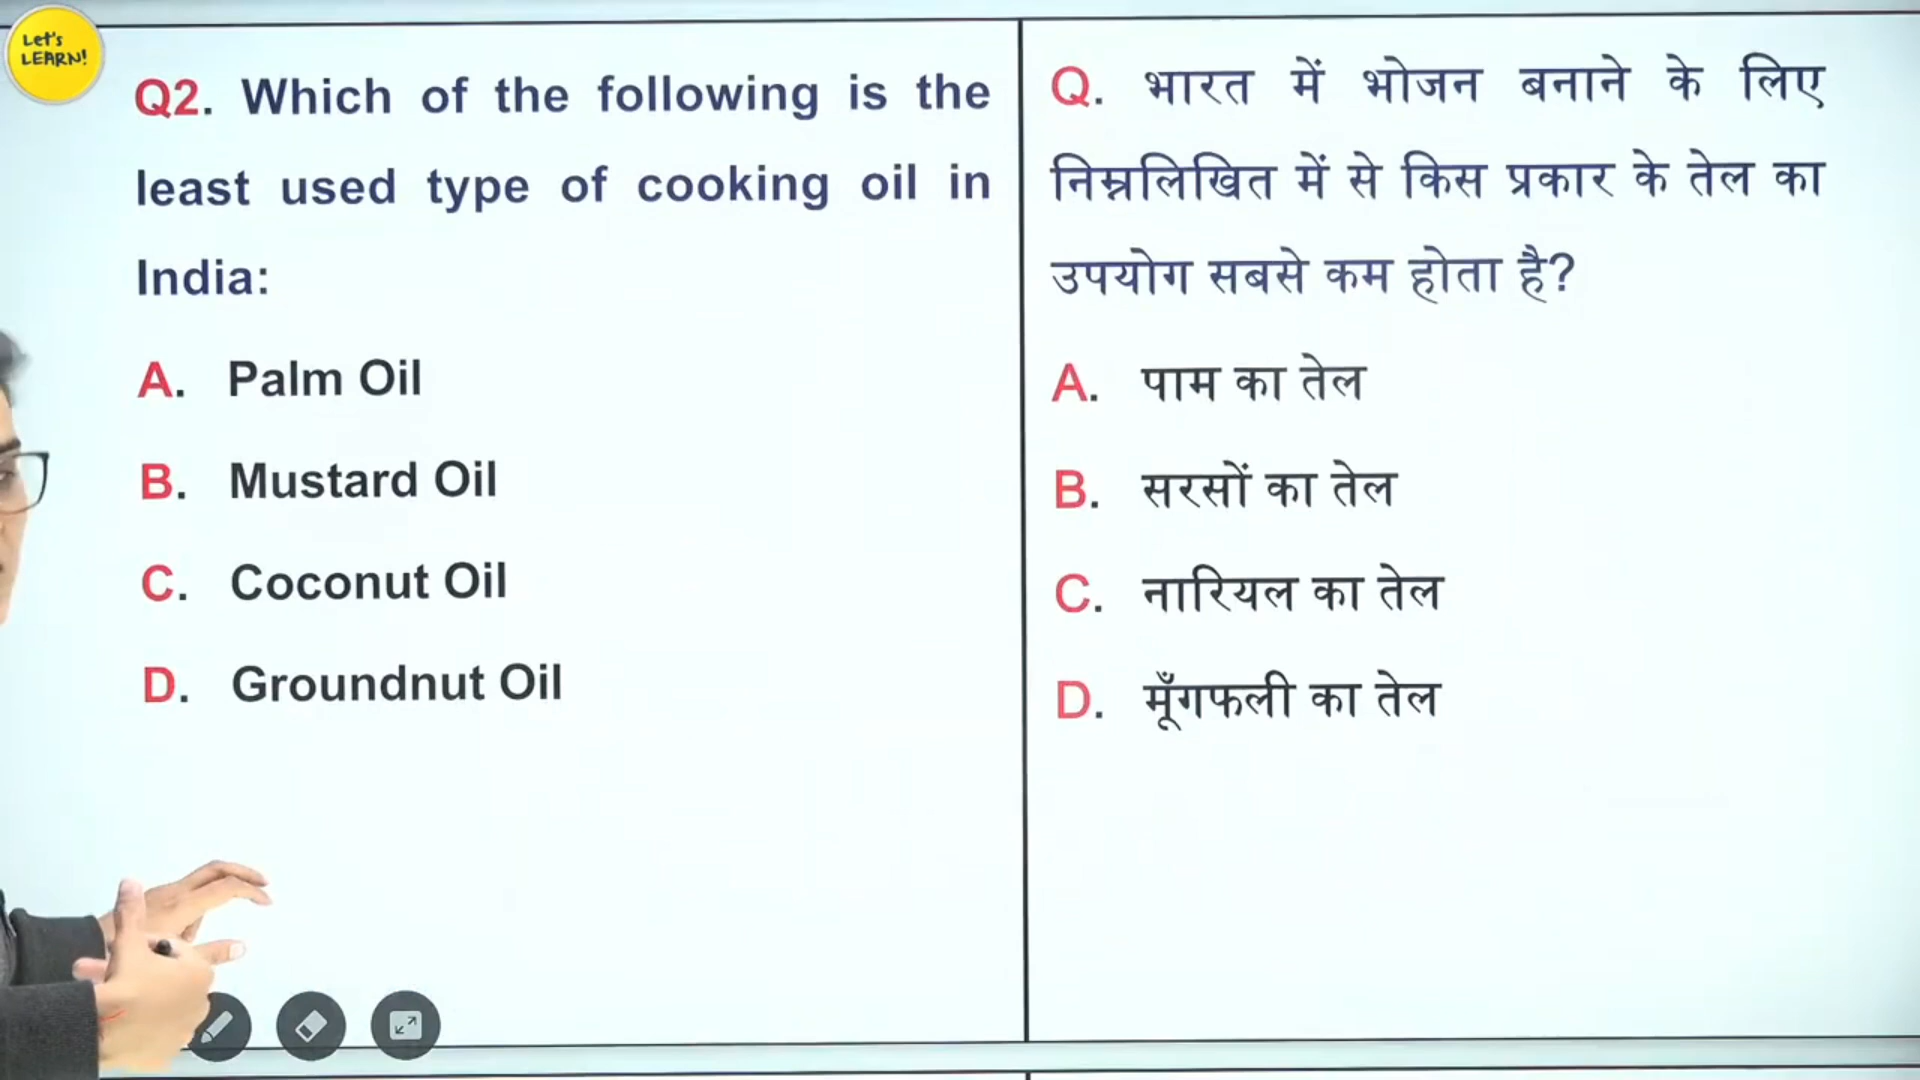 Let's
LEARN!
Q2. Which of the following is the
least used type of cooking oil in
India:
A. Palm Oil
B. Mustard Oil
C. Coconut Oil
D. Groundnut Oil
Q. भारत में भोजन बनाने के लिए
निम्नलिखित में से किस प्रकार के तेल का
उपयोग सबसे कम होता है?
A. पाम का तेल
B. सरसों का तेल
C. नारियल का तेल
D. मूँगफली का तेल